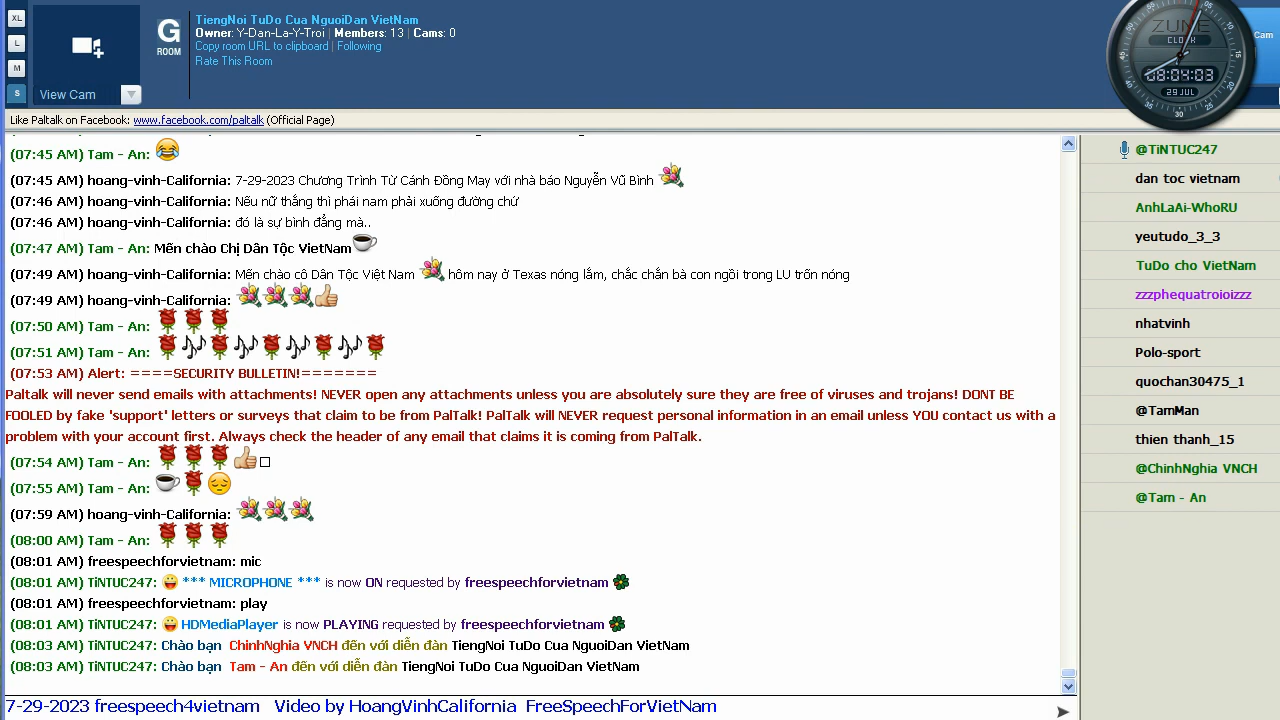 XL
L
M
S
View Cam
G
ROOM
TiengNoi TuDo Cua NguoiDan VietNam
Owner: Y-Dan-La-Y-Troi | Members: 13 | Cams: 0
Copy room URL to clipboard | Following
Rate This Room
ZUNE
CLOCK
08:04:03
29 JUL
Cam
Like Paltalk on Facebook: www.facebook.com/paltalk (Official Page)
(07:45 AM) Tam - An:
(07:45 AM) hoang-vinh-California: 7-29-2023 Chương Trình Từ Cánh Đồng May với nhà báo Nguyễn Vũ Bình
(07:46 AM) hoang-vinh-California: Nếu nữ thắng thì phái nam phải xuống đường chứ
(07:46 AM) hoang-vinh-California: đó là sự bình đẳng mà..
(07:47 AM) Tam - An: Mến chào Chị Dân Tộc VietNam
(07:49 AM) hoang-vinh-California: Mến chào cô Dân Tộc Việt Nam hôm nay ở Texas nóng lắm, chắc chắn bà con ngồi trong LU trốn nóng
(07:49 AM) hoang-vinh-California:
(07:50 AM) Tam - An:
(07:51 AM) Tam - An:
(07:53 AM) Alert: ====SECURITY BULLETIN!=======
Paltalk will never send emails with attachments! NEVER open any attachments unless you are absolutely sure they are free of viruses and trojans! DONT BE
FOOLED by fake 'support' letters or surveys that claim to be from PalTalk! PalTalk will NEVER request personal information in an email unless YOU contact us with a
problem with your account first. Always check the header of any email that claims it is coming from PalTalk.
(07:54 AM) Tam - An:
(07:55 AM) Tam - An:
(07:59 AM) hoang-vinh-California:
(08:00 AM) Tam - An:
(08:01 AM) freespeechforvietnam: mic
(08:01 AM) TiNTUC247: *** MICROPHONE *** is now ON requested by freespeechforvietnam
(08:01 AM) freespeechforvietnam: play
(08:01 AM) TiNTUC247: HDMediaPlayer is now PLAYING requested by freespeechforvietnam
(08:03 AM) TiNTUC247: Chào bạn ChinhNghia VNCH đến với diễn đàn TiengNoi TuDo Cua NguoiDan VietNam
(08:03 AM) TiNTUC247: Chào bạn Tam - An đến với diễn đàn TiengNoi TuDo Cua NguoiDan VietNam
7-29-2023 freespeech4vietnam Video by HoangVinhCalifornia FreeSpeechForVietNam
@TiNTUC247
dan toc vietnam
AnhLaAi-WhoRU
yeutudo_3_3
TuDo cho VietNam
zzzphequatroioizzz
nhatvinh
Polo-sport
quochan30475_1
@TamMan
thien thanh_15
@ChinhNghia VNCH
@Tam - An